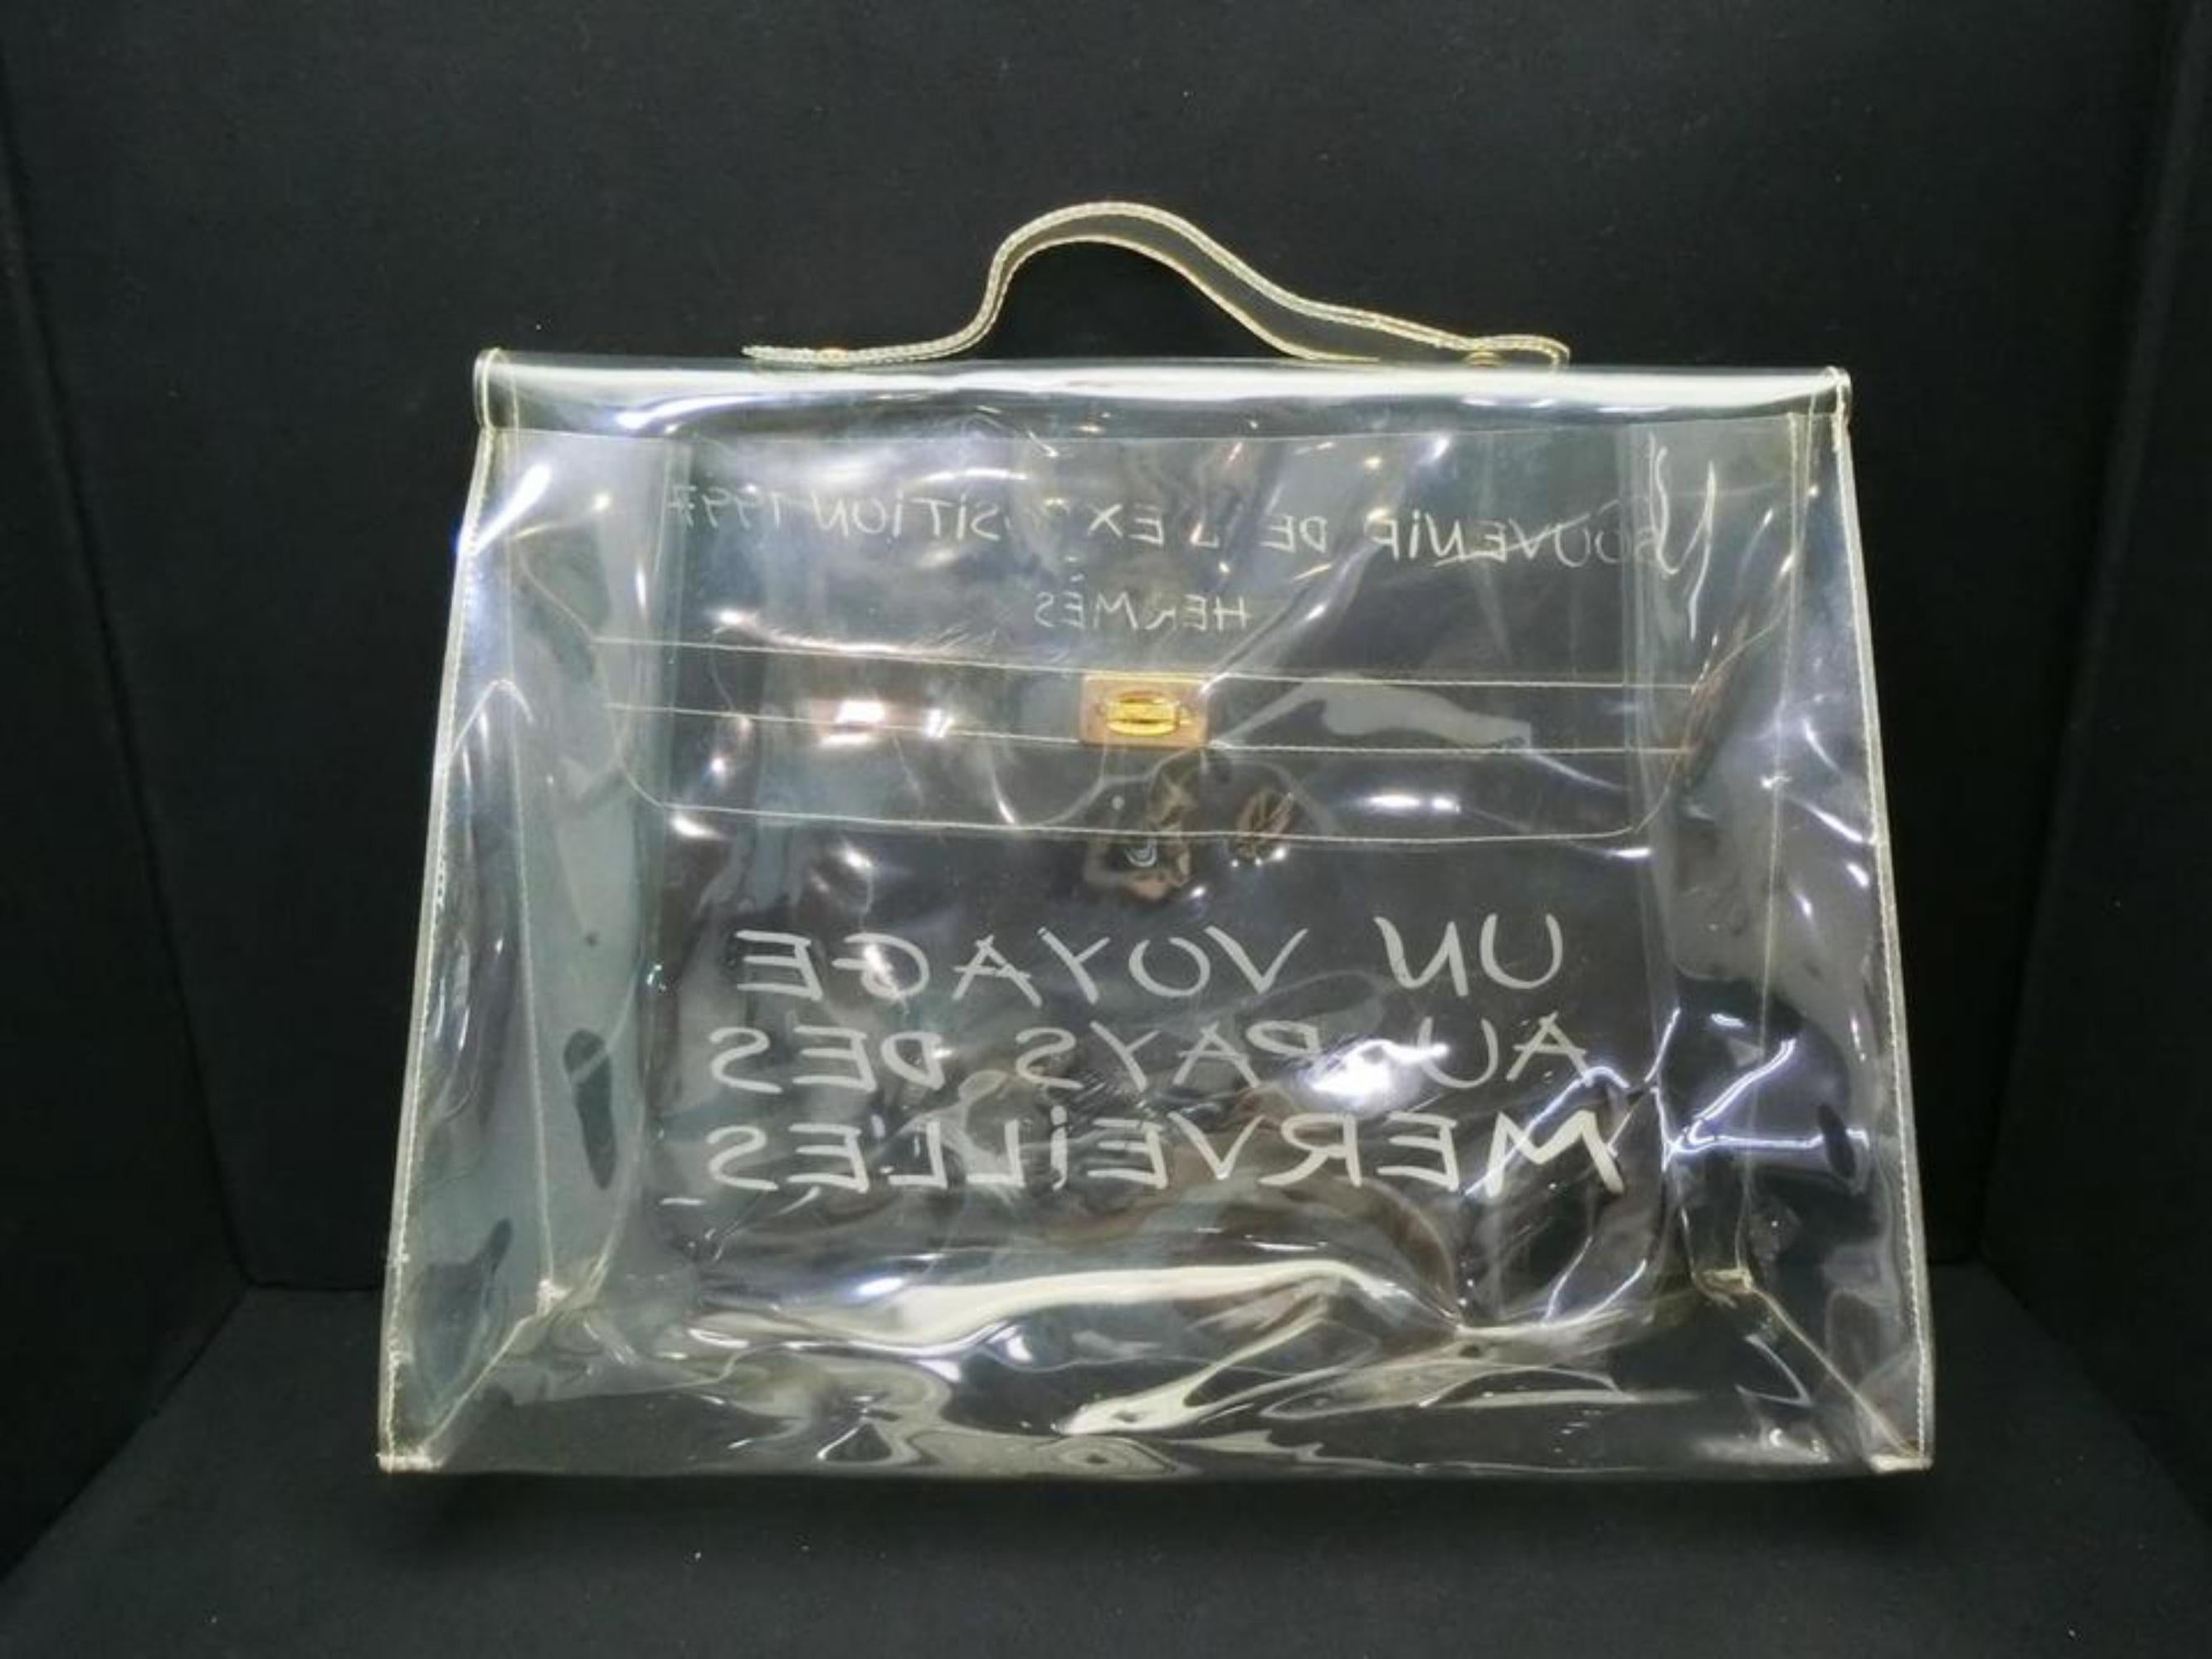 SOUVENIR DE L'EXPOSITION 1997
HERMÈS
UN VOYAGE
AU PAYS DES
MERVEILLES